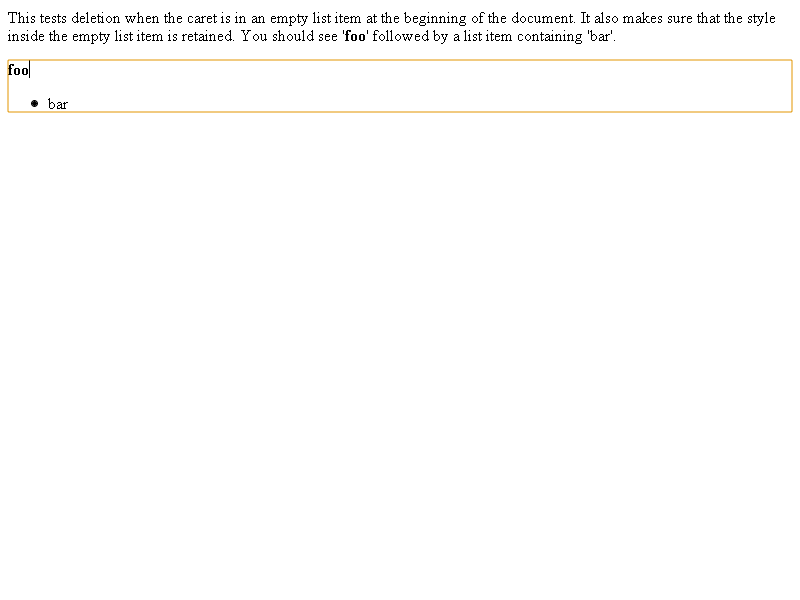 This tests deletion when the caret is in an empty list item at the beginning of the document. It also makes sure that the style
inside the empty list item is retained. You should see 'foo' followed by a list item containing 'bar'.
foo
• bar